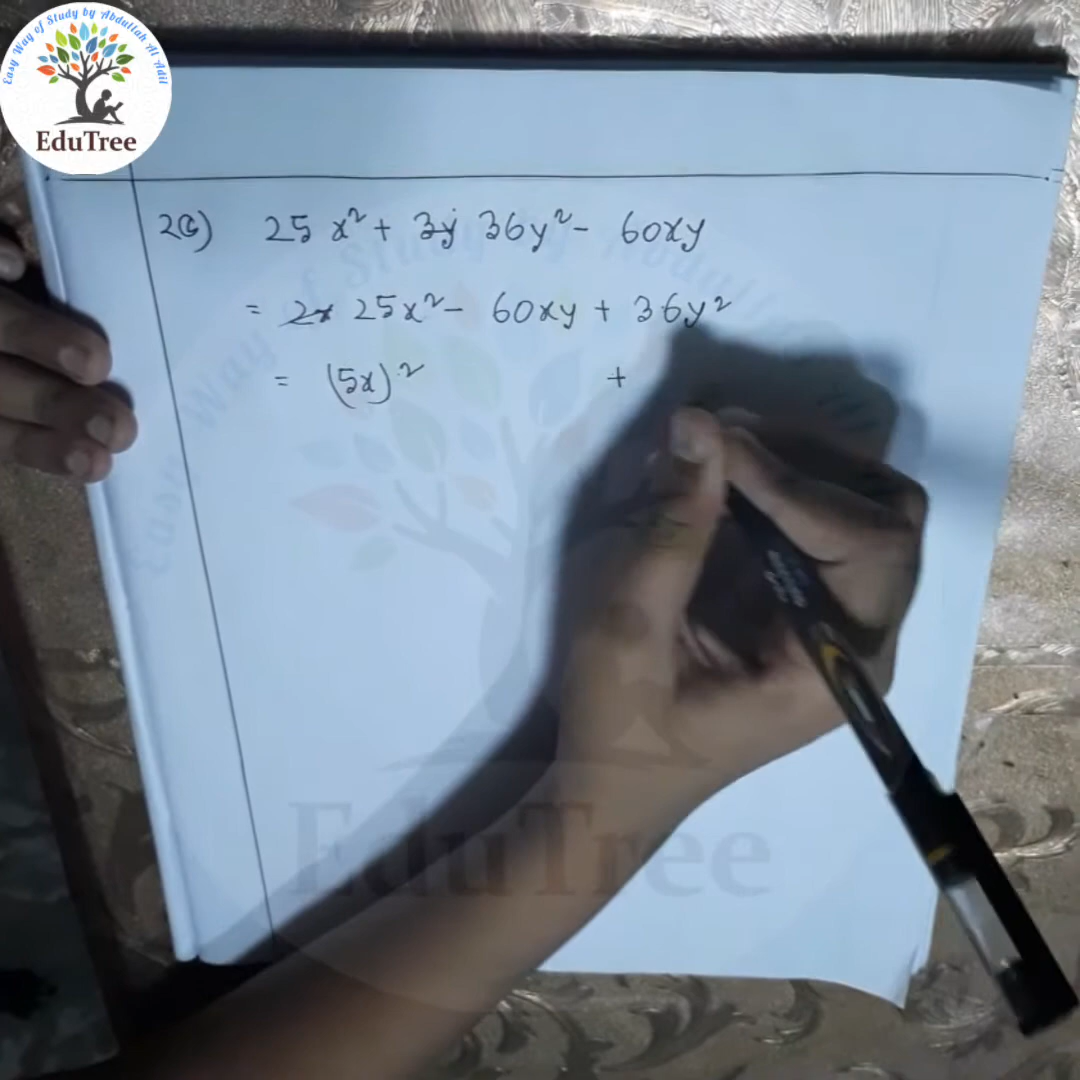 Easy Way of Study by Abdullah Al Adil
EduTree
2(c) 25x² + 3y 36y² - 60xy
= 2x 25x² - 60xy + 36y²
= (5x)² +
EduTree